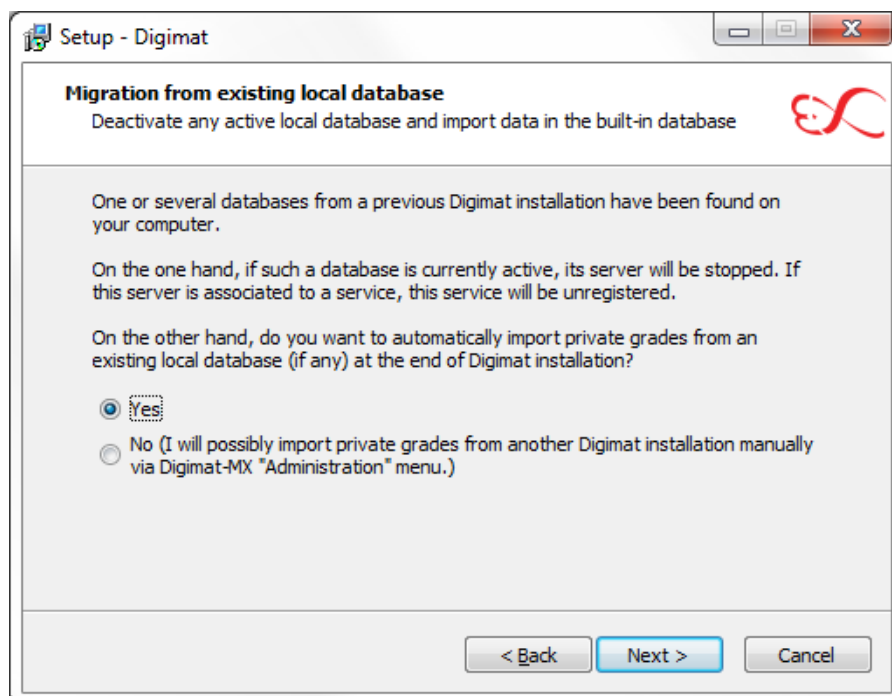 Setup - Digimat
Migration from existing local database
Deactivate any active local database and import data in the built-in database
One or several databases from a previous Digimat installation have been found on
your computer.
On the one hand, if such a database is currently active, its server will be stopped. If
this server is associated to a service, this service will be unregistered.
On the other hand, do you want to automatically import private grades from an
existing local database (if any) at the end of Digimat installation?
Yes
No (I will possibly import private grades from another Digimat installation manually
via Digimat-MX "Administration" menu.)
< Back
Next >
Cancel